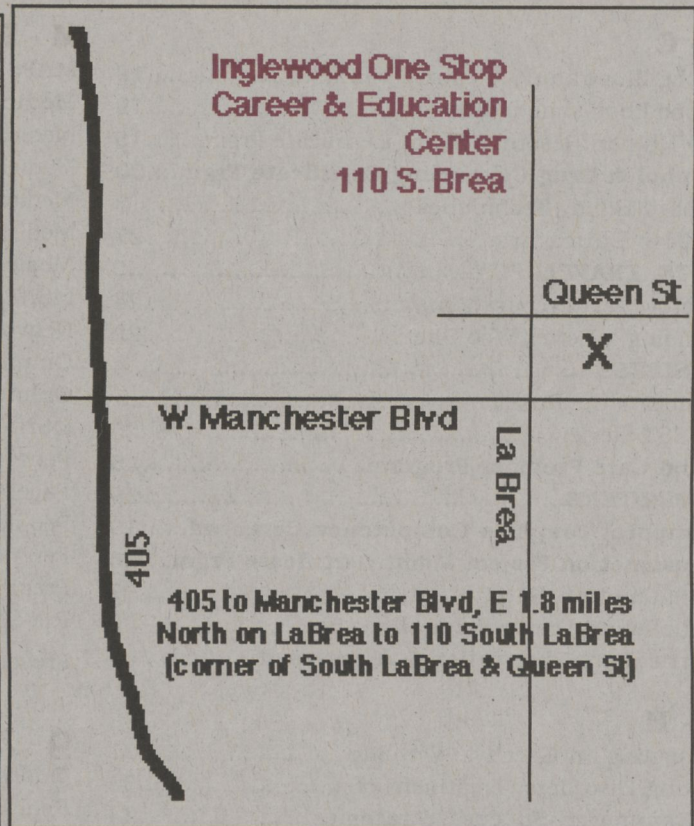 Inglewood One Stop
Career & Education
Center
110 S. Brea
Queen St
X
W. Manchester Blvd
La Brea
405
405 to Manchester Blvd, E 1.8 miles
North on LaBrea to 110 South LaBrea
(corner of South LaBrea & Queen St)